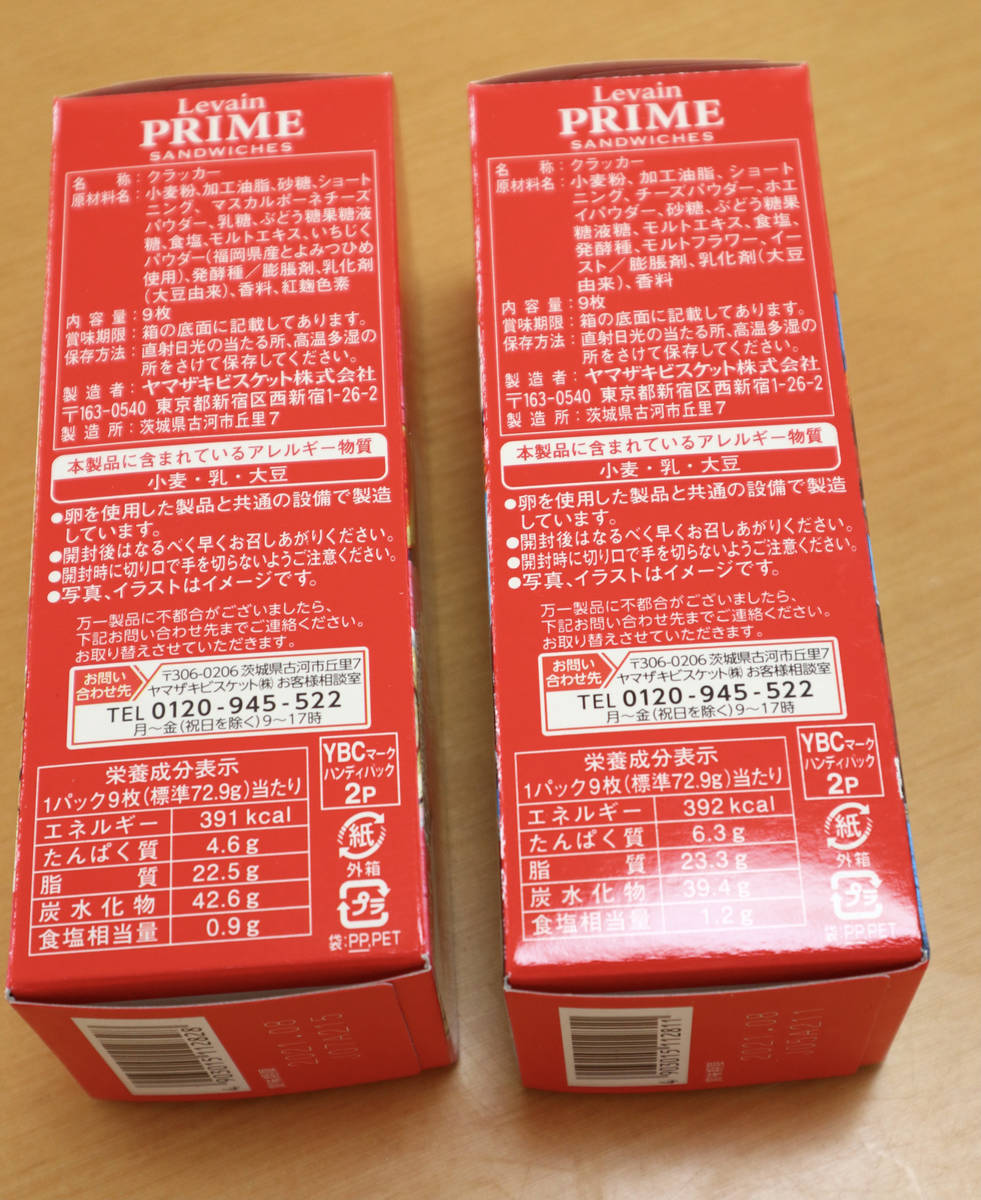 Levain
PRIME
SANDWICHES
名称：クラッカー
原材料名：小麦粉、加工油脂、砂糖、ショート
ニング、マスカルポーネチーズ
パウダー、乳糖、ぶどう糖果糖液
糖、食塩、モルトエキス、いちじく
パウダー(福岡県産とよみつひめ
使用)、発酵種／膨脹剤、乳化剤
(大豆由来)、香料、紅麹色素
内容量：9枚
賞味期限：箱の底面に記載してあります。
保存方法：直射日光の当たる所、高温多湿の
所をさけて保存してください。
製造者：ヤマザキビスケット株式会社
〒163-0540 東京都新宿区西新宿1-26-2
製造所：茨城県古河市丘里7
本製品に含まれているアレルギー物質
小麦・乳・大豆
●卵を使用した製品と共通の設備で製造
しています。
●開封後はなるべく早くお召しあがりください。
●開封時に切り口で手を切らないようご注意ください。
●写真、イラストはイメージです。
万一製品に不都合がございましたら、
下記お問い合わせ先までご連絡ください。
お取り替えさせていただきます。
お問い
合わせ先
〒306-0206 茨城県古河市丘里7
ヤマザキビスケット㈱ お客様相談室
TEL 0120-945-522
月〜金(祝日を除く)9〜17時
栄養成分表示
1パック9枚(標準72.9g)当たり
エネルギー 391kcal
たんぱく質 4.6g
脂質 22.5g
炭水化物 42.6g
食塩相当量 0.9g
YBCマーク
ハンディパック
2P
紙
外箱
プラ
袋:PP,PET
Levain
PRIME
SANDWICHES
名称：クラッカー
原材料名：小麦粉、加工油脂、ショート
ニング、チーズパウダー、ホエ
イパウダー、砂糖、ぶどう糖果
糖液糖、モルトエキス、食塩、
発酵種、モルトフラワー、イー
スト／膨脹剤、乳化剤(大豆
由来)、香料
内容量：9枚
賞味期限：箱の底面に記載してあります。
保存方法：直射日光の当たる所、高温多湿の
所をさけて保存してください。
製造者：ヤマザキビスケット株式会社
〒163-0540 東京都新宿区西新宿1-26-2
製造所：茨城県古河市丘里7
本製品に含まれているアレルギー物質
小麦・乳・大豆
●卵を使用した製品と共通の設備で製造
しています。
●開封後はなるべく早くお召しあがりください。
●開封時に切り口で手を切らないようご注意ください。
●写真、イラストはイメージです。
万一製品に不都合がございましたら、
下記お問い合わせ先までご連絡ください。
お取り替えさせていただきます。
お問い
合わせ先
〒306-0206 茨城県古河市丘里7
ヤマザキビスケット㈱ お客様相談室
TEL 0120-945-522
月〜金(祝日を除く)9〜17時
栄養成分表示
1パック9枚(標準72.9g)当たり
エネルギー 392kcal
たんぱく質 6.3g
脂質 23.3g
炭水化物 39.4g
食塩相当量 1.2g
YBCマーク
ハンディパック
2P
紙
外箱
プラ
袋:PP,PET
4 903015 112811
2021.08